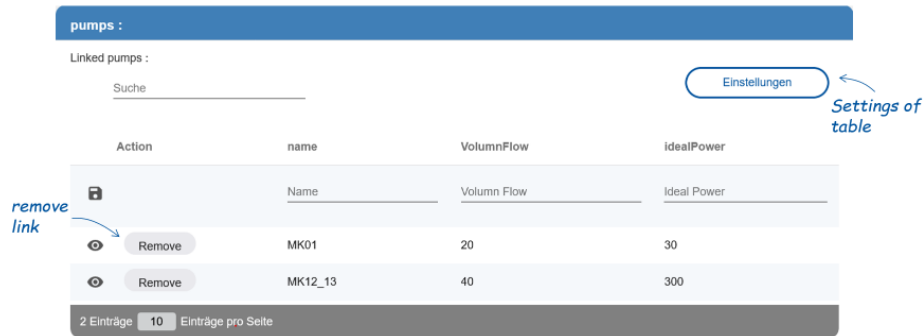 pumps :
Linked pumps :
Suche
Einstellungen
Settings of
table
Action name VolumnFlow idealPower
Name Volumn Flow Ideal Power
remove
link
Remove MK01 20 30
Remove MK12_13 40 300
2 Einträge 10 Einträge pro Seite